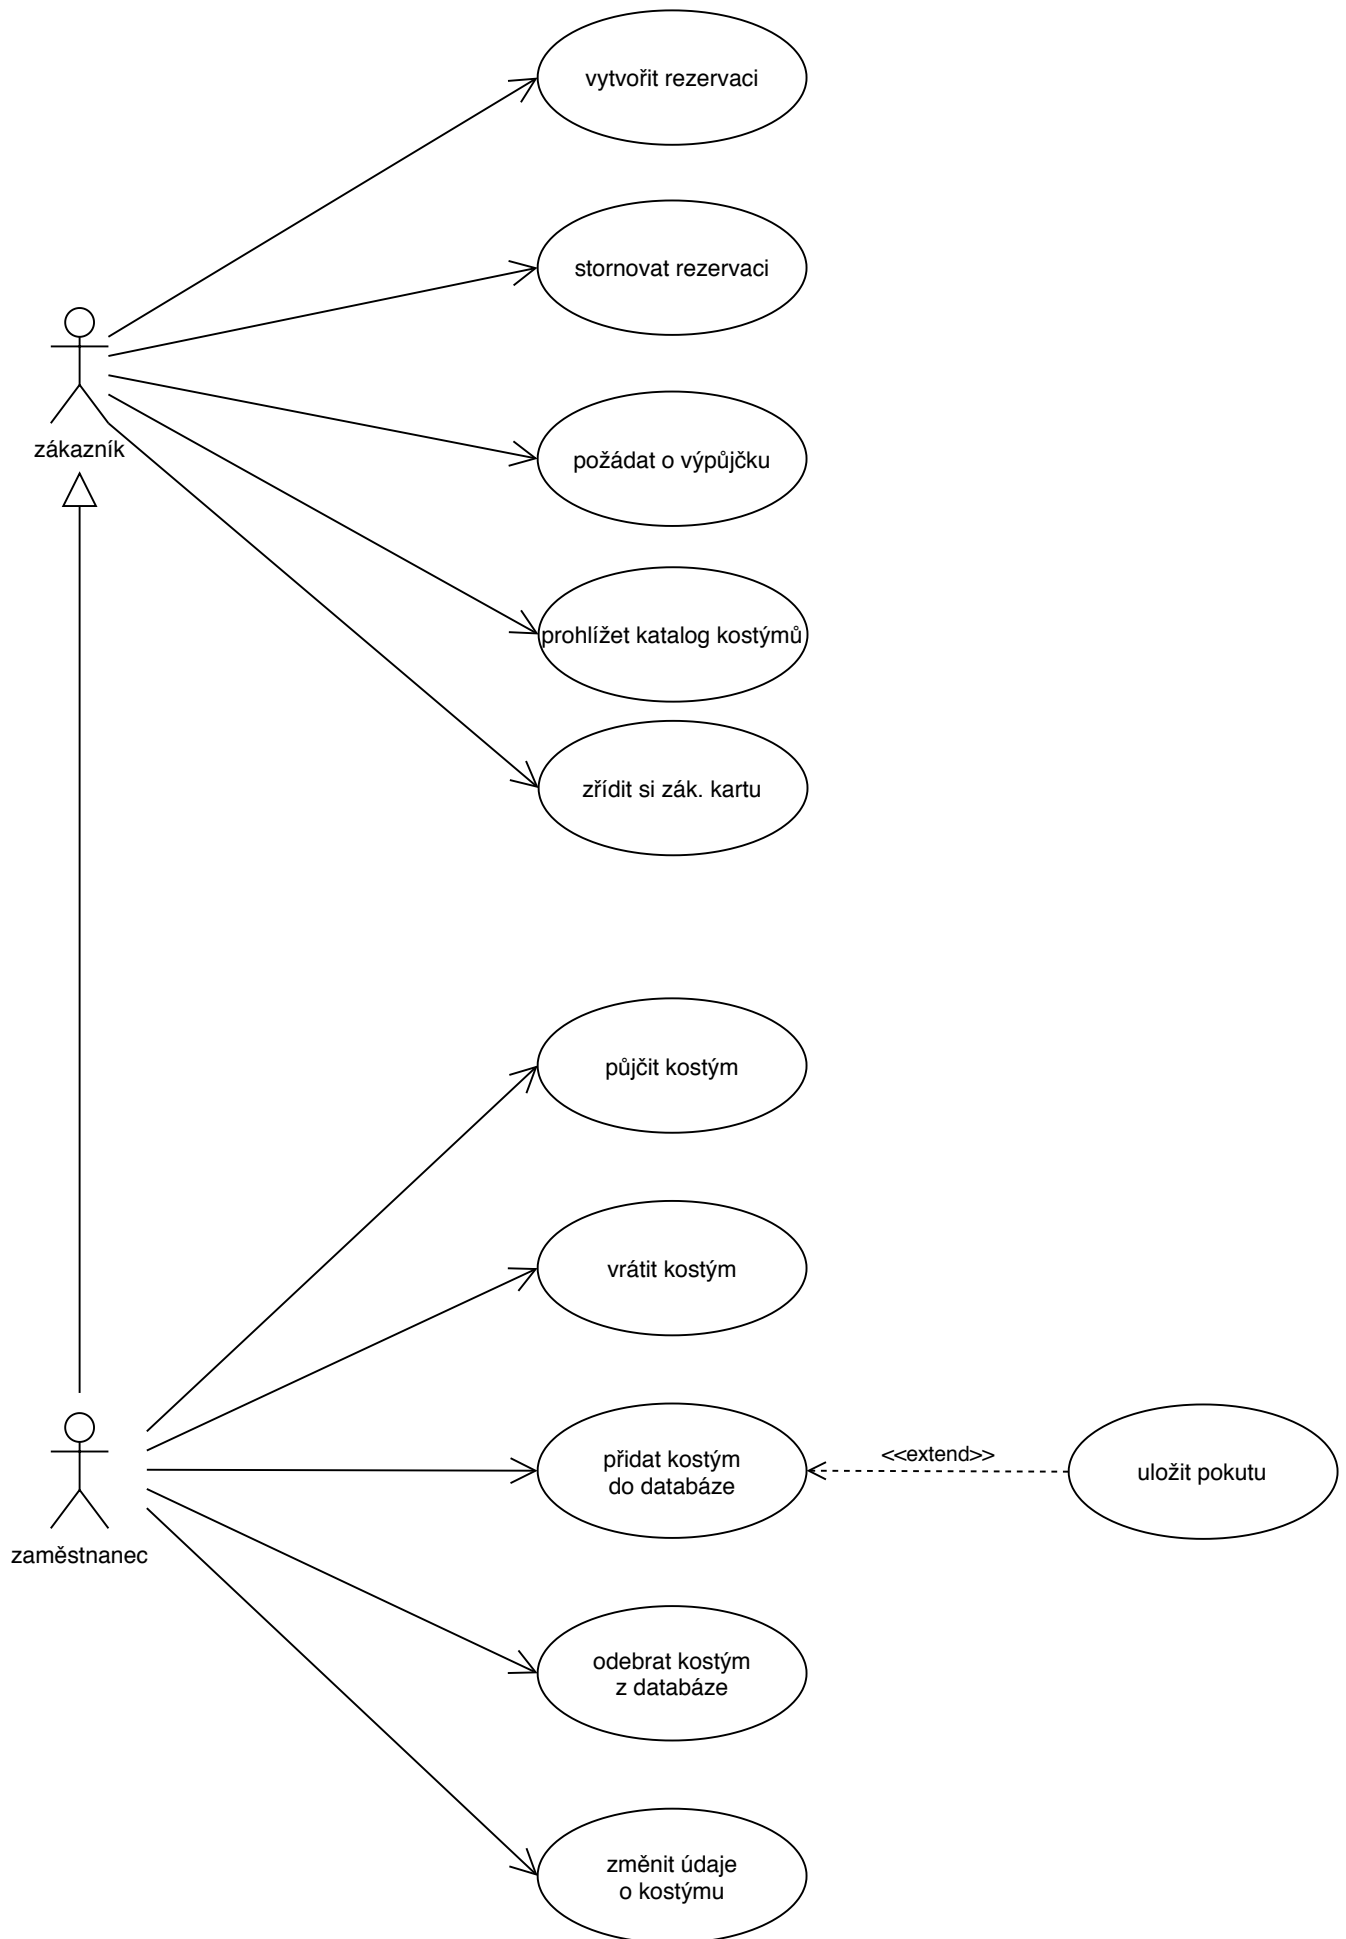 vytvořit rezervaci
stornovat rezervaci
zákazník
požádat o výpůjčku
prohlížet katalog kostýmů
zřídit si zák. kartu
půjčit kostým
vrátit kostým
přidat kostým
do databáze
<<extend>>
uložit pokutu
zaměstnanec
odebrat kostým
z databáze
změnit údaje
o kostýmu